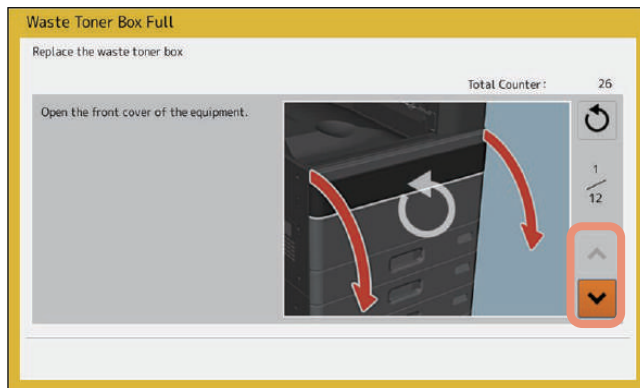 Waste Toner Box Full
Replace the waste toner box
Total Counter: 26
Open the front cover of the equipment.
1
12